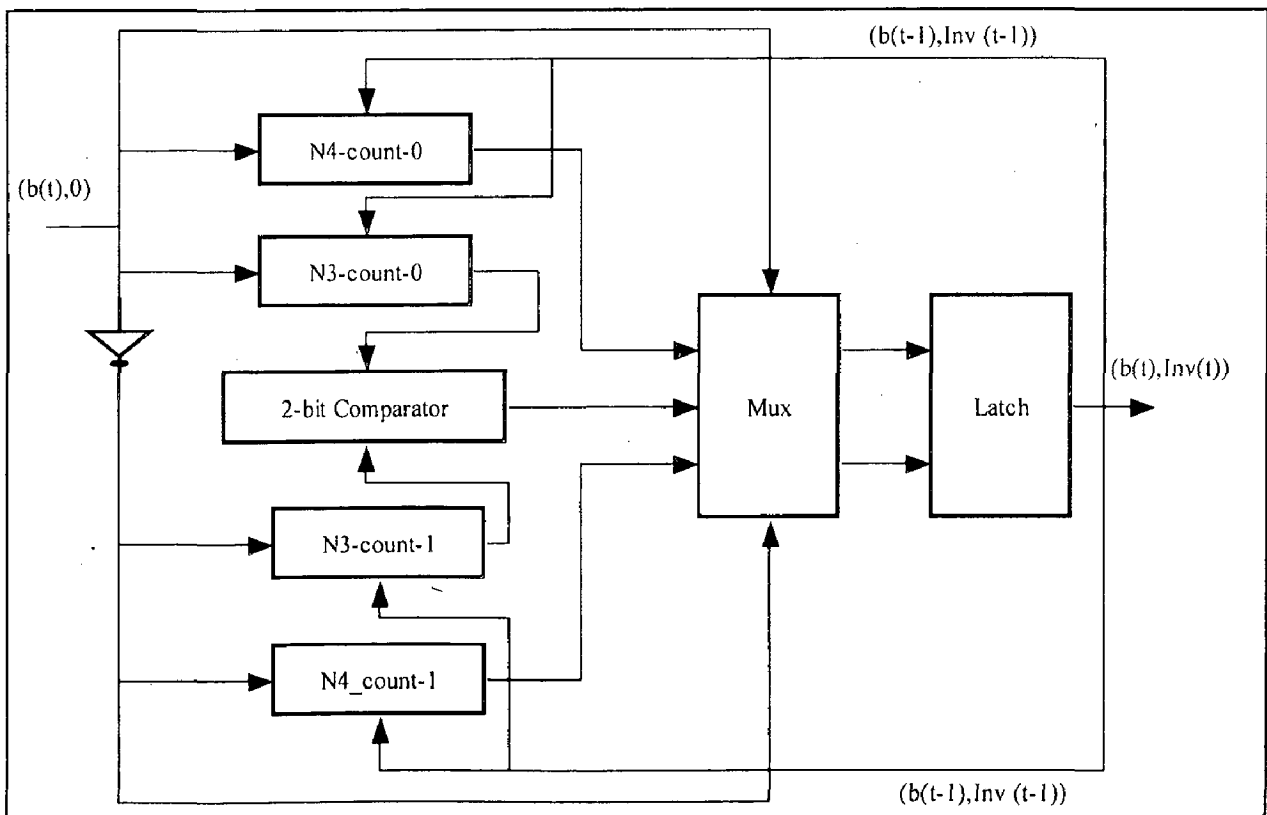 (b(t-1),Inv (t-1))
N4-count-0
(b(t),0)
N3-count-0
2-bit Comparator
Mux
Latch
(b(t),Inv(t))
N3-count-1
N4_count-1
(b(t-1),Inv (t-1))